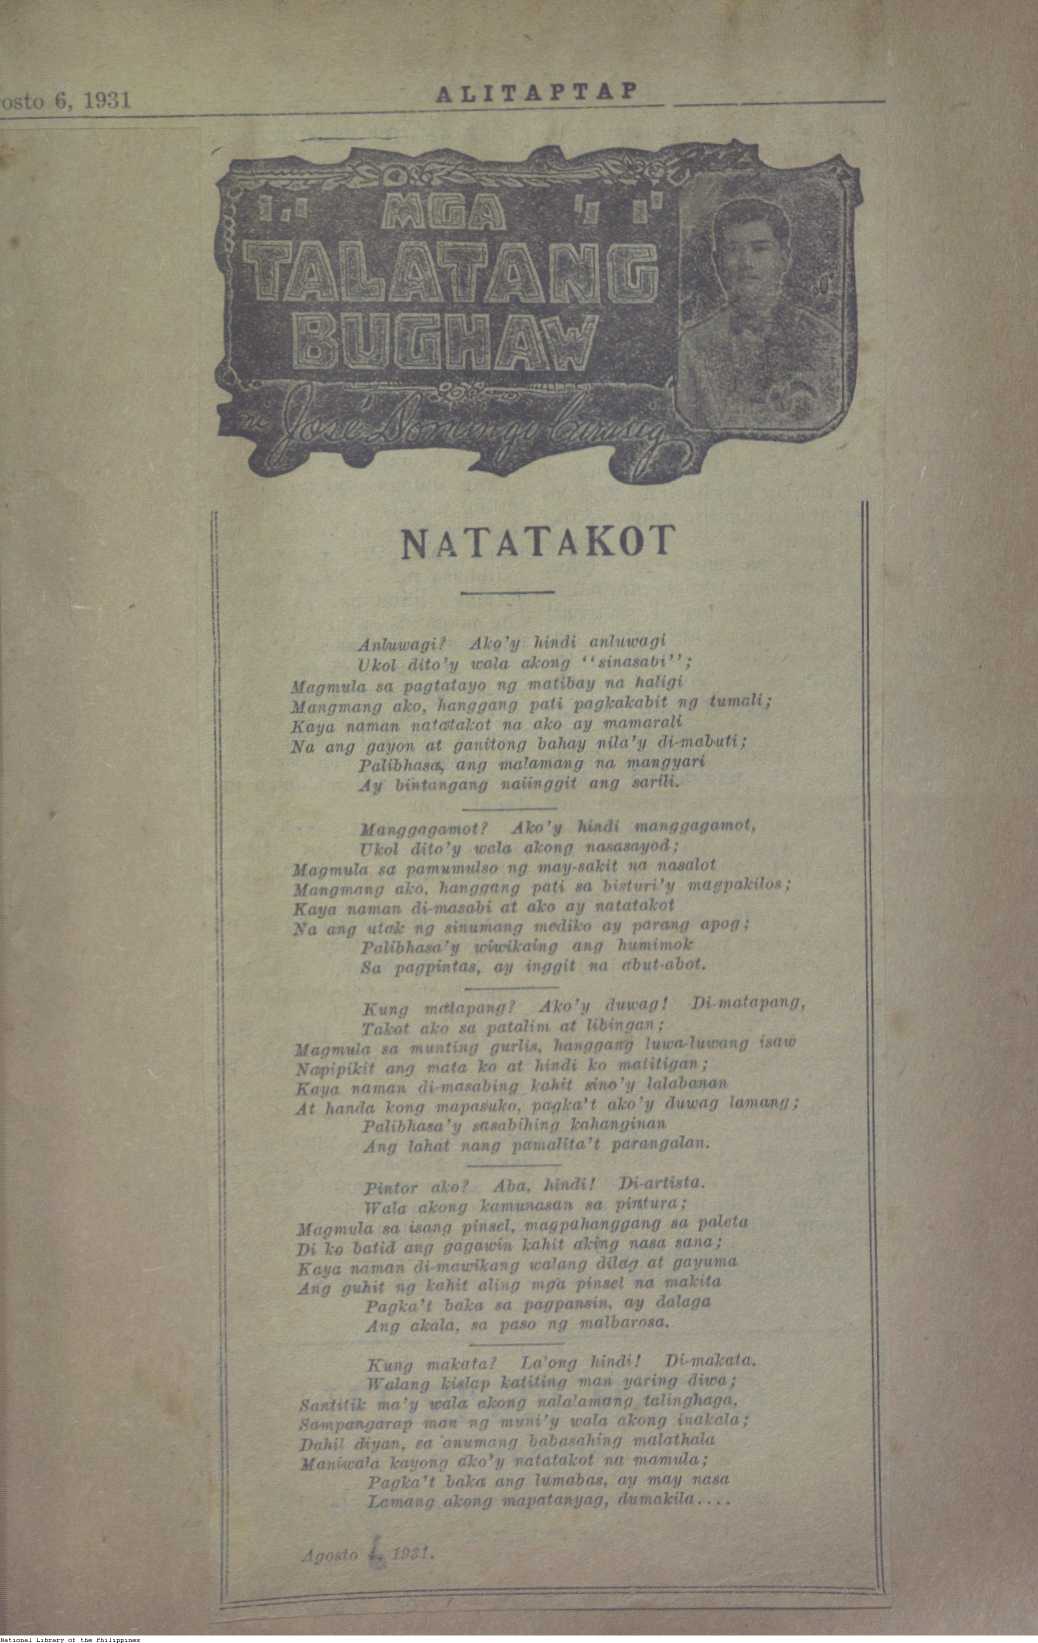 osto 6, 1931
ALITAPTAP
MGA
TALATANG
BUGHAW
ni José Domingo Karasig
NATATAKOT
Anluwagi? Ako'y hindi anluwagi
Ukol dito'y wala akong "sinasabi";
Magmula sa pagtatayo ng matibay na haligi
Mangmang ako, hanggang pati pagkakabit ng tumali;
Kaya naman natatakot na ako ay mamarali
Na ang gayon at ganitong bahay nila'y di-mabuti;
Palibhasa, ang malamang na mangyari
Ay bintangang naiinggit ang sarili.
Manggagamot? Ako'y hindi manggagamot,
Ukol dito'y wala akong nasasayod;
Magmula sa pamumulso ng may-sakit na nasalot
Mangmang ako, hanggang pati sa bisturi'y magpakilos;
Kaya naman di-masabi at ako ay natatakot
Na ang utak ng sinumang mediko ay parang apog;
Palibhasa'y wiwikaing ang humimok
Sa pagpintas, ay inggit na abut-abot.
Kung matapang? Ako'y duwag! Di-matapang,
Takot ako sa patalim at libingan;
Magmula sa munting gurlis, hanggang luwa-luwang isaw
Napipikit ang mata ko at hindi ko matitigan;
Kaya naman di-masabing kahit sino'y lalabanan
At handa kong mapasuko, pagka't ako'y duwag lamang;
Palibhasa'y sasabihing kahanginan
Ang lahat nang pamalita't parangalan.
Pintor ako? Aba, hindi! Di-artista.
Wala akong kamunasan sa pintura;
Magmula sa isang pinsel, magpahanggang sa paleta
Di ko batid ang gagawin kahit aking nasa sana;
Kaya naman di-mawikang walang dilag at gayuma
Ang guhit ng kahit aling mga pinsel na makita
Pagka't baka sa pagpansin, ay dalaga
Ang akala, sa paso ng malbarosa.
Kung makata? La'ong hindi! Di-makata.
Walang kislap katiting man yaring diwa;
Santitik ma'y wala akong nalalamang talinghaga,
Sampangarap man ng muni'y wala akong inakala;
Dahil diyan, sa anumang babasahing malathala
Maniwala kayong ako'y natatakot na mamula;
Pagka't baka ang lumabas, ay may nasa
Lamang akong mapatanyag, dumakila....
Agosto 6, 1931.
National Library of the Philippines